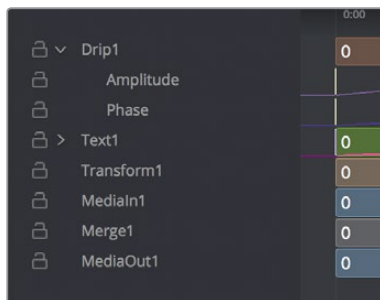 0:00
Drip1 0
Amplitude
Phase
Text1 0
Transform1 0
MediaIn1 0
Merge1 0
MediaOut1 0